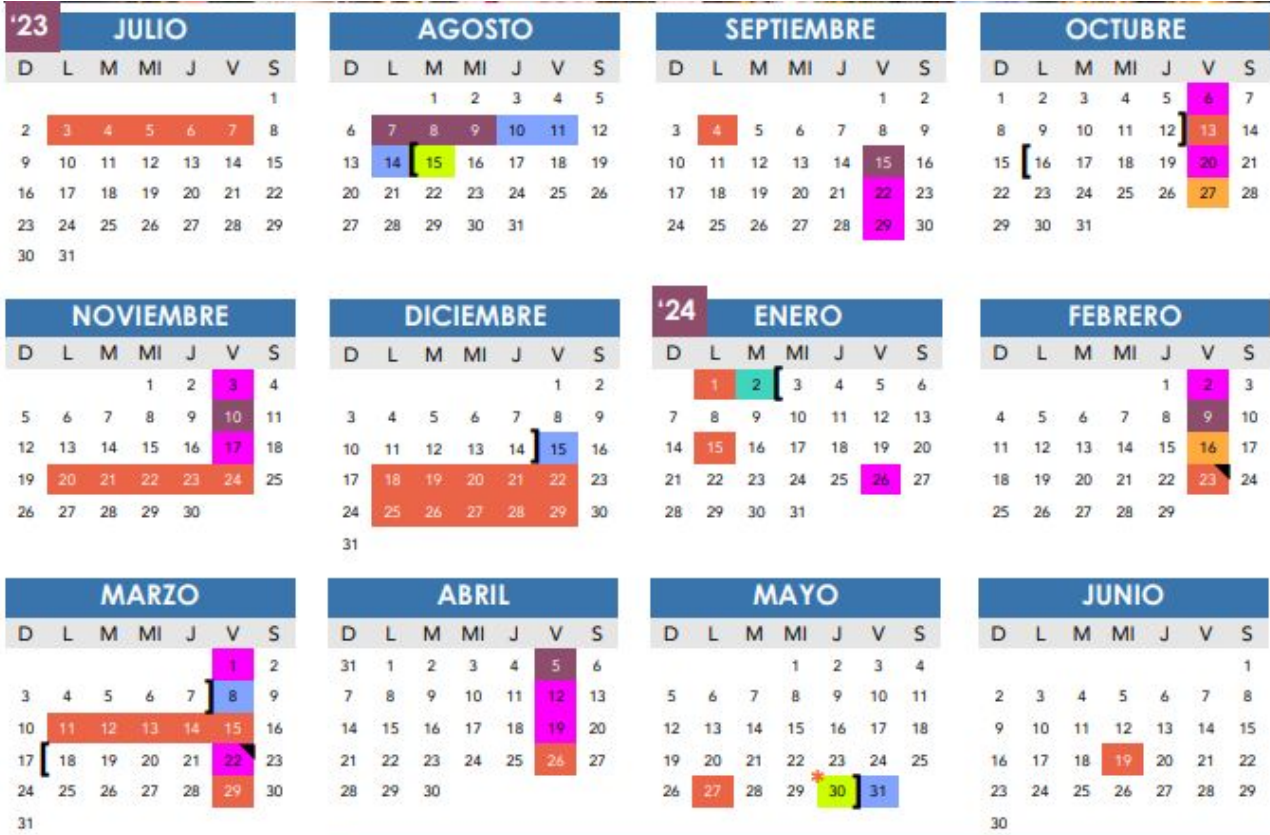 ‘23 JULIO
D L M MI J V S
1
2 3 4 5 6 7 8
9 10 11 12 13 14 15
16 17 18 19 20 21 22
23 24 25 26 27 28 29
30 31
AGOSTO
D L M MI J V S
1 2 3 4 5
6 7 8 9 10 11 12
13 14 [15 16 17 18 19
20 21 22 23 24 25 26
27 28 29 30 31
SEPTIEMBRE
D L M MI J V S
1 2
3 4 5 6 7 8 9
10 11 12 13 14 15 16
17 18 19 20 21 22 23
24 25 26 27 28 29 30
OCTUBRE
D L M MI J V S
1 2 3 4 5 6 7
8 9 10 11 12] 13 14
15 [16 17 18 19 20 21
22 23 24 25 26 27 28
29 30 31
NOVIEMBRE
D L M MI J V S
1 2 3 4
5 6 7 8 9 10 11
12 13 14 15 16 17 18
19 20 21 22 23 24 25
26 27 28 29 30
DICIEMBRE
D L M MI J V S
1 2
3 4 5 6 7 8 9
10 11 12 13 14] 15 16
17 18 19 20 21 22 23
24 25 26 27 28 29 30
31
‘24 ENERO
D L M MI J V S
1 2 [3 4 5 6
7 8 9 10 11 12 13
14 15 16 17 18 19 20
21 22 23 24 25 26 27
28 29 30 31
FEBRERO
D L M MI J V S
1 2 3
4 5 6 7 8 9 10
11 12 13 14 15 16 17
18 19 20 21 22 23 24
25 26 27 28 29
MARZO
D L M MI J V S
1 2
3 4 5 6 7] 8 9
10 11 12 13 14 15 16
17 [18 19 20 21 22 23
24 25 26 27 28 29 30
31
ABRIL
D L M MI J V S
31 1 2 3 4 5 6
7 8 9 10 11 12 13
14 15 16 17 18 19 20
21 22 23 24 25 26 27
28 29 30
MAYO
D L M MI J V S
1 2 3 4
5 6 7 8 9 10 11
12 13 14 15 16 17 18
19 20 21 22 23 24 25
26 27 28 29 *30] 31
JUNIO
D L M MI J V S
1
2 3 4 5 6 7 8
9 10 11 12 13 14 15
16 17 18 19 20 21 22
23 24 25 26 27 28 29
30